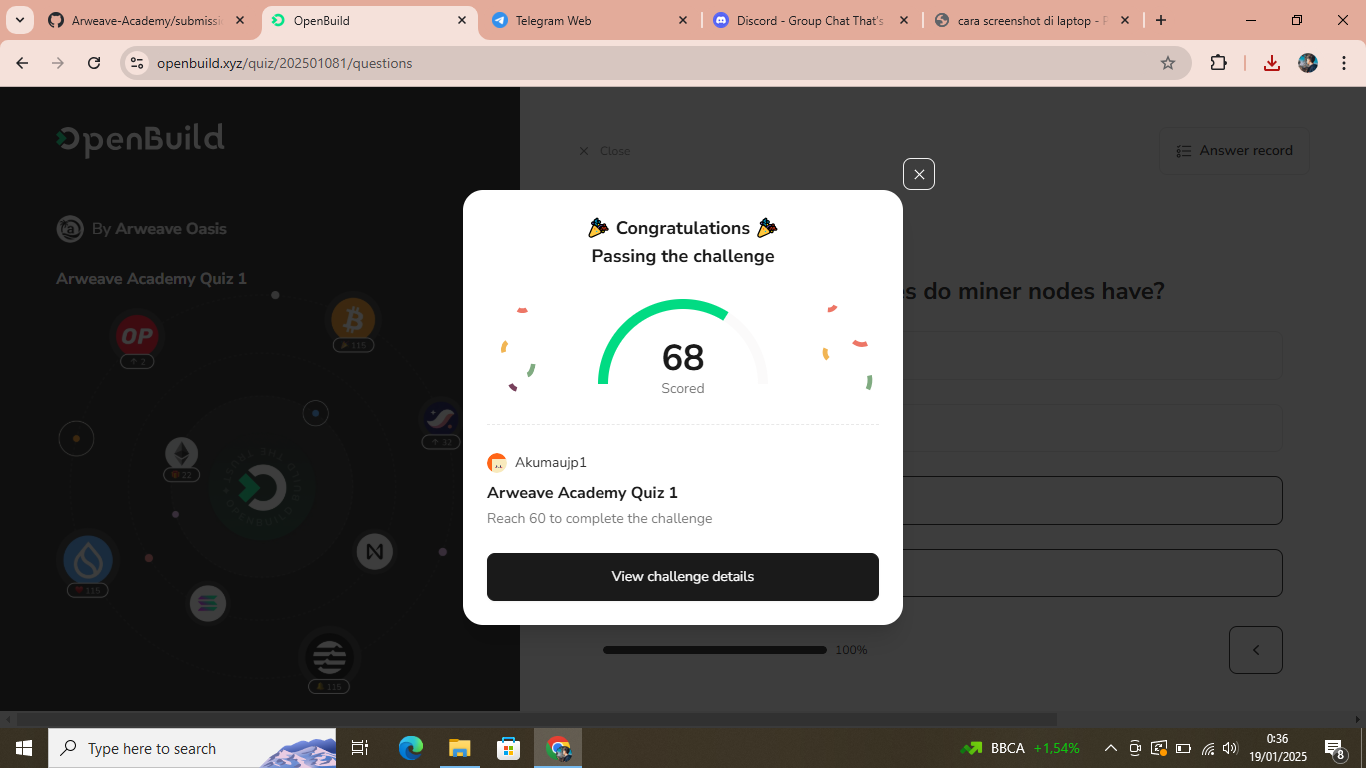 Arweave-Academy/submissi
OpenBuild
Telegram Web
Discord - Group Chat That's
cara screenshot di laptop -
openbuild.xyz/quiz/202501081/questions
OpenBuild
Close
Answer record
By Arweave Oasis
Arweave Academy Quiz 1
Congratulations
Passing the challenge
es do miner nodes have?
OP
2
115
68
Scored
32
22
Akumaujp1
Arweave Academy Quiz 1
Reach 60 to complete the challenge
View challenge details
115
100%
115
Type here to search
BBCA +1,54%
0:36
19/01/2025
8